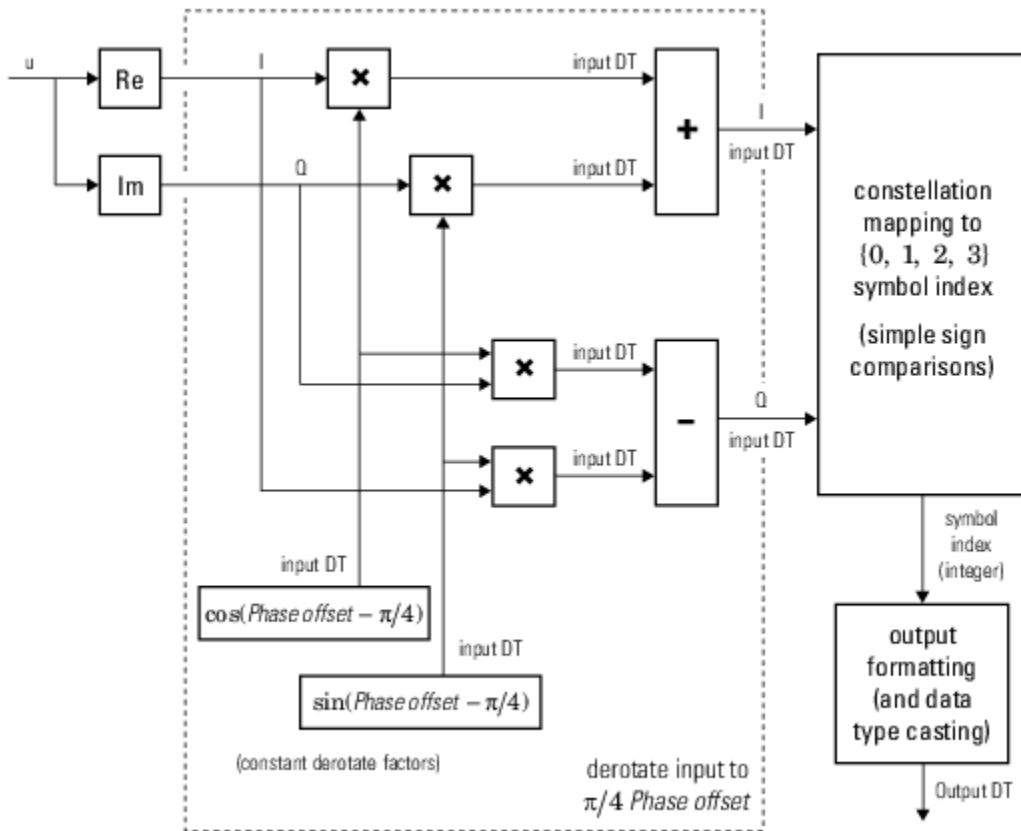 u
Re
I
×
input DT
+
I
input DT
Im
Q
×
input DT
constellation
mapping to
{0, 1, 2, 3}
symbol index
(simple sign
comparisons)
×
input DT
−
Q
input DT
×
input DT
symbol
index
(integer)
input DT
cos(Phase offset − π/4)
input DT
sin(Phase offset − π/4)
output
formatting
(and data
type casting)
(constant derotate factors)
derotate input to
π/4 Phase offset
Output DT